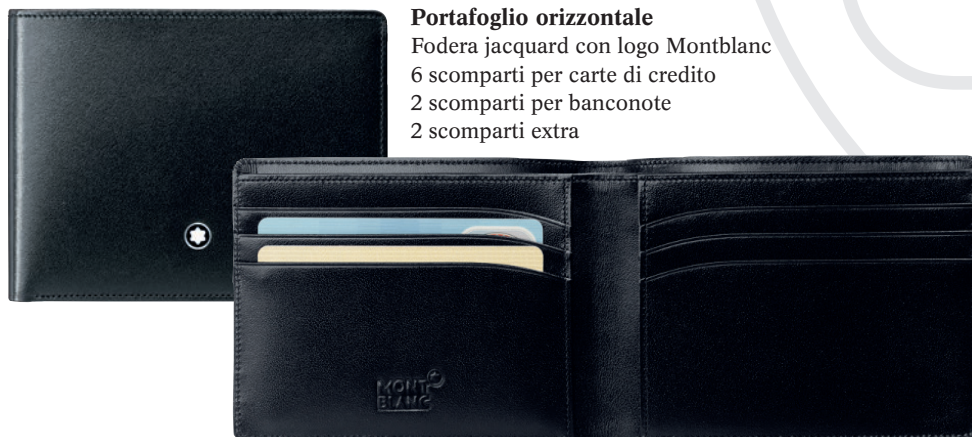 Portafoglio orizzontale
Fodera jacquard con logo Montblanc
6 scomparti per carte di credito
2 scomparti per banconote
2 scomparti extra
MONT
BLANC